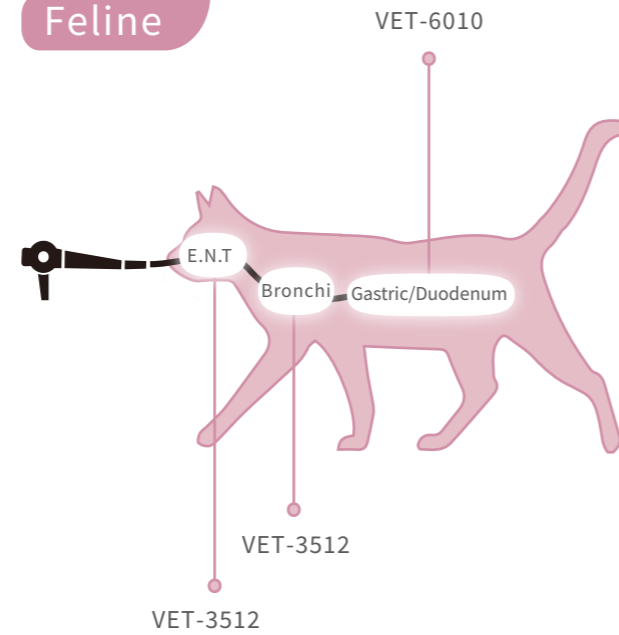 Feline
VET-6010
E.N.T
Bronchi
Gastric/Duodenum
VET-3512
VET-3512